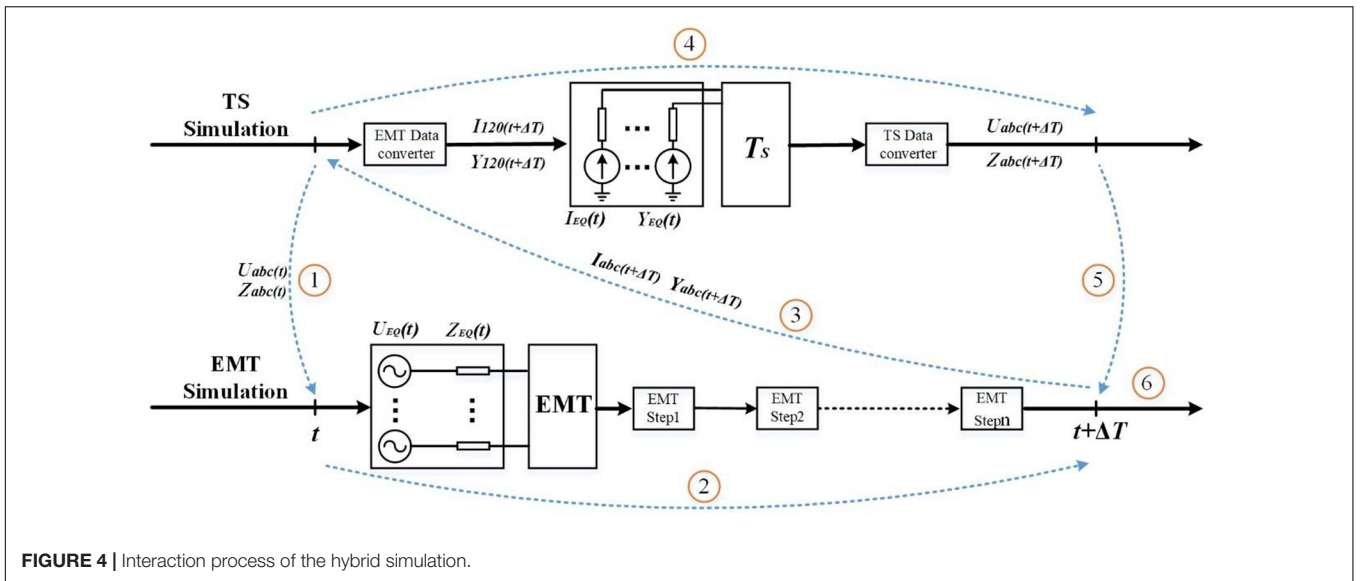 4
TS
Simulation
EMT Data
converter
I120(t+ΔT)
Y120(t+ΔT)
IEQ(t) YEQ(t)
TS
TS Data
converter
Uabc(t+ΔT)
Zabc(t+ΔT)
Uabc(t)
Zabc(t)
1
Iabc(t+ΔT) Yabc(t+ΔT)
3
5
EMT
Simulation
t
UEQ(t) ZEQ(t)
EMT
EMT
Step1
EMT
Step2
EMT
Stepn
6
t+ΔT
2
FIGURE 4 | Interaction process of the hybrid simulation.